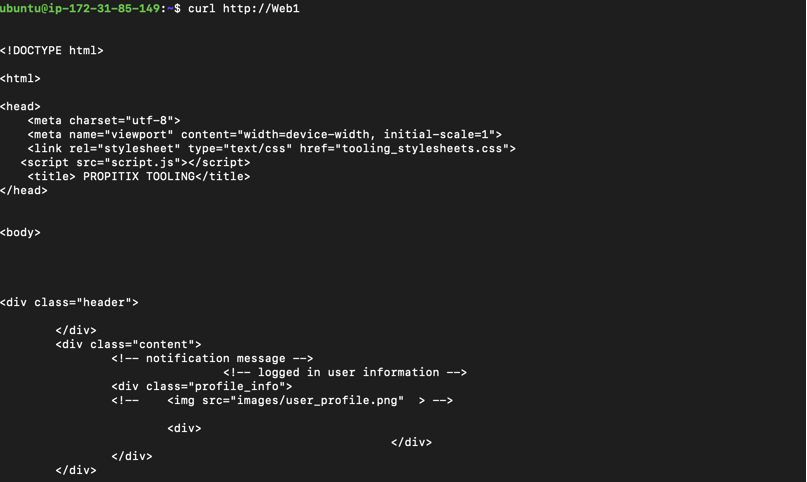 ubuntu@ip-172-31-85-149:~$ curl http://Web1
<!DOCTYPE html>
<html>
<head>
<meta charset="utf-8">
<meta name="viewport" content="width=device-width, initial-scale=1">
<link rel="stylesheet" type="text/css" href="tooling_stylesheets.css">
<script src="script.js"></script>
<title> PROPITIX TOOLING</title>
</head>
<body>
<div class="header">
</div>
<div class="content">
<!-- notification message -->
<!-- logged in user information -->
<div class="profile_info">
<!-- <img src="images/user_profile.png" > -->
<div>
</div>
</div>
</div>